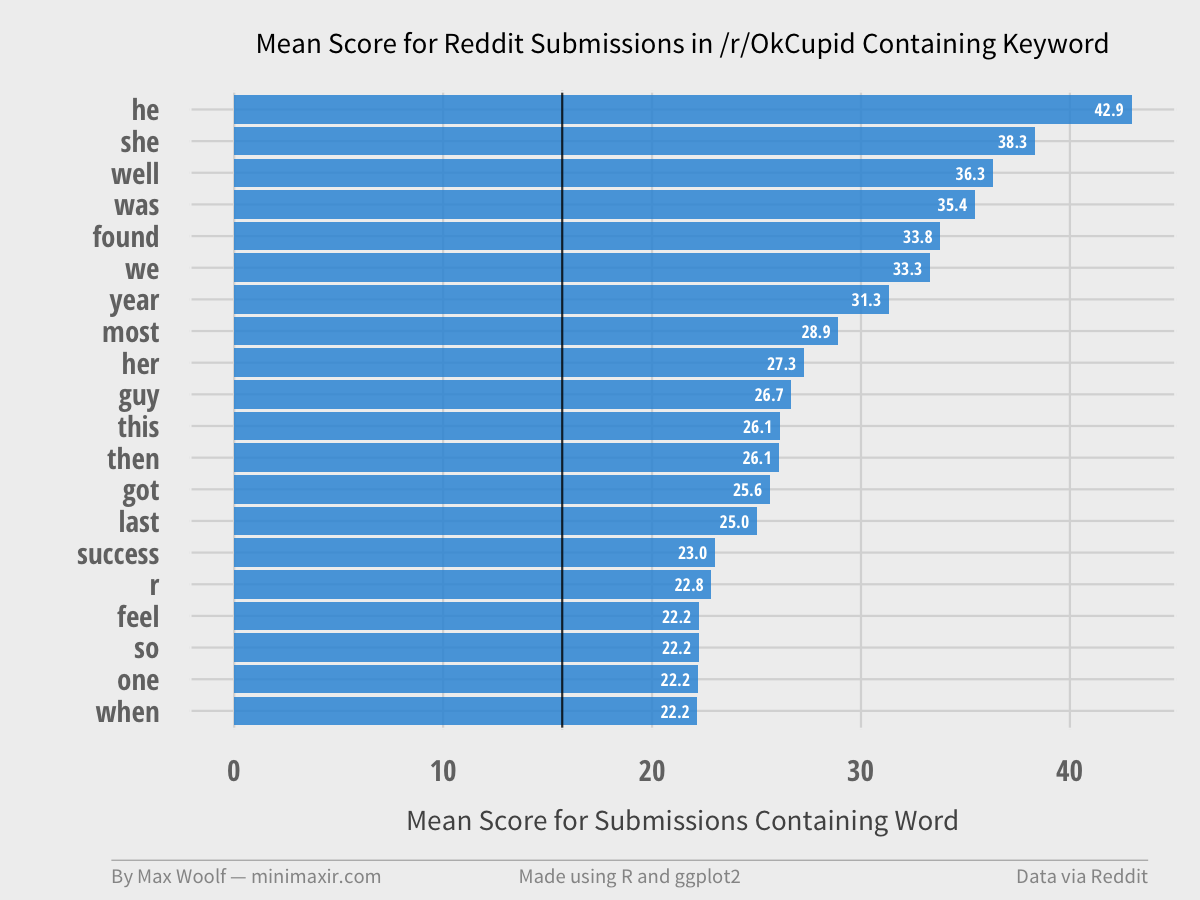 Mean Score for Reddit Submissions in /r/OkCupid Containing Keyword
he 42.9
she 38.3
well 36.3
was 35.4
found 33.8
we 33.3
year 31.3
most 28.9
her 27.3
guy 26.7
this 26.1
then 26.1
got 25.6
last 25.0
success 23.0
r 22.8
feel 22.2
so 22.2
one 22.2
when 22.2
0 10 20 30 40
Mean Score for Submissions Containing Word
By Max Woolf — minimaxir.com Made using R and ggplot2 Data via Reddit